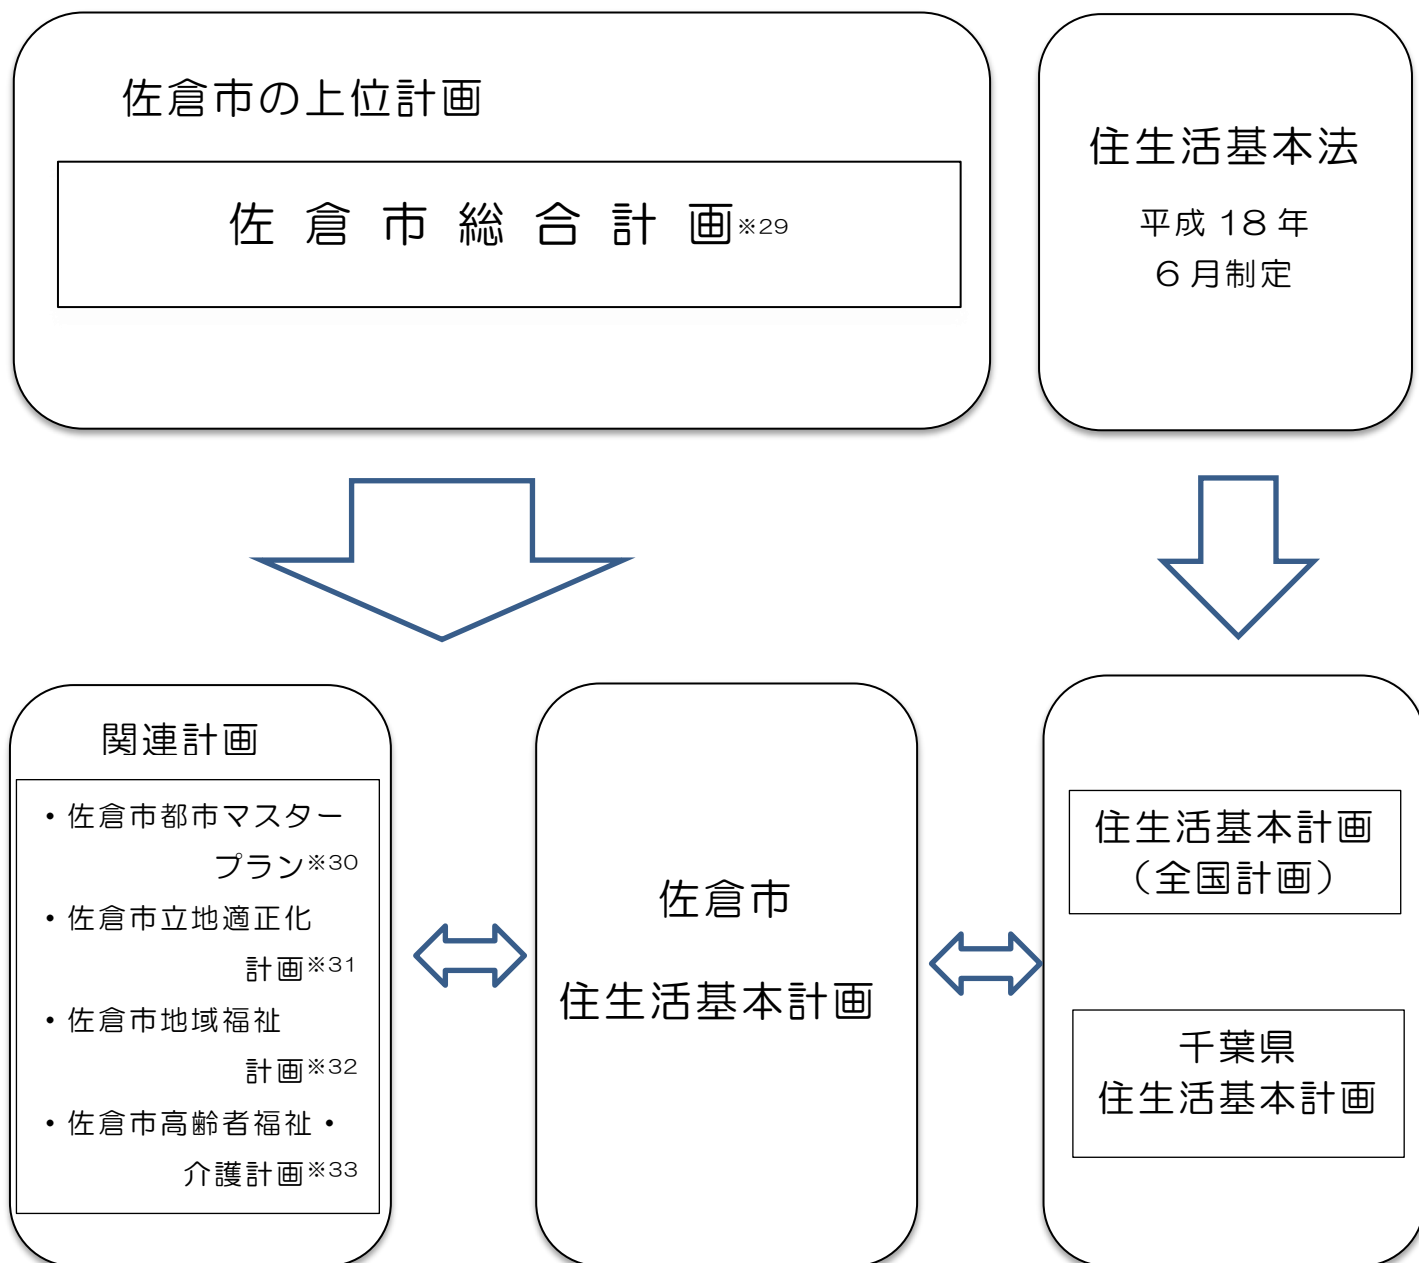 佐倉市の上位計画
佐倉市総合計画※29
住生活基本法
平成 18 年
6 月制定
関連計画
・佐倉市都市マスター
プラン※30
・佐倉市立地適正化
計画※31
・佐倉市地域福祉
計画※32
・佐倉市高齢者福祉・
介護計画※33
佐倉市
住生活基本計画
住生活基本計画
（全国計画）
千葉県
住生活基本計画